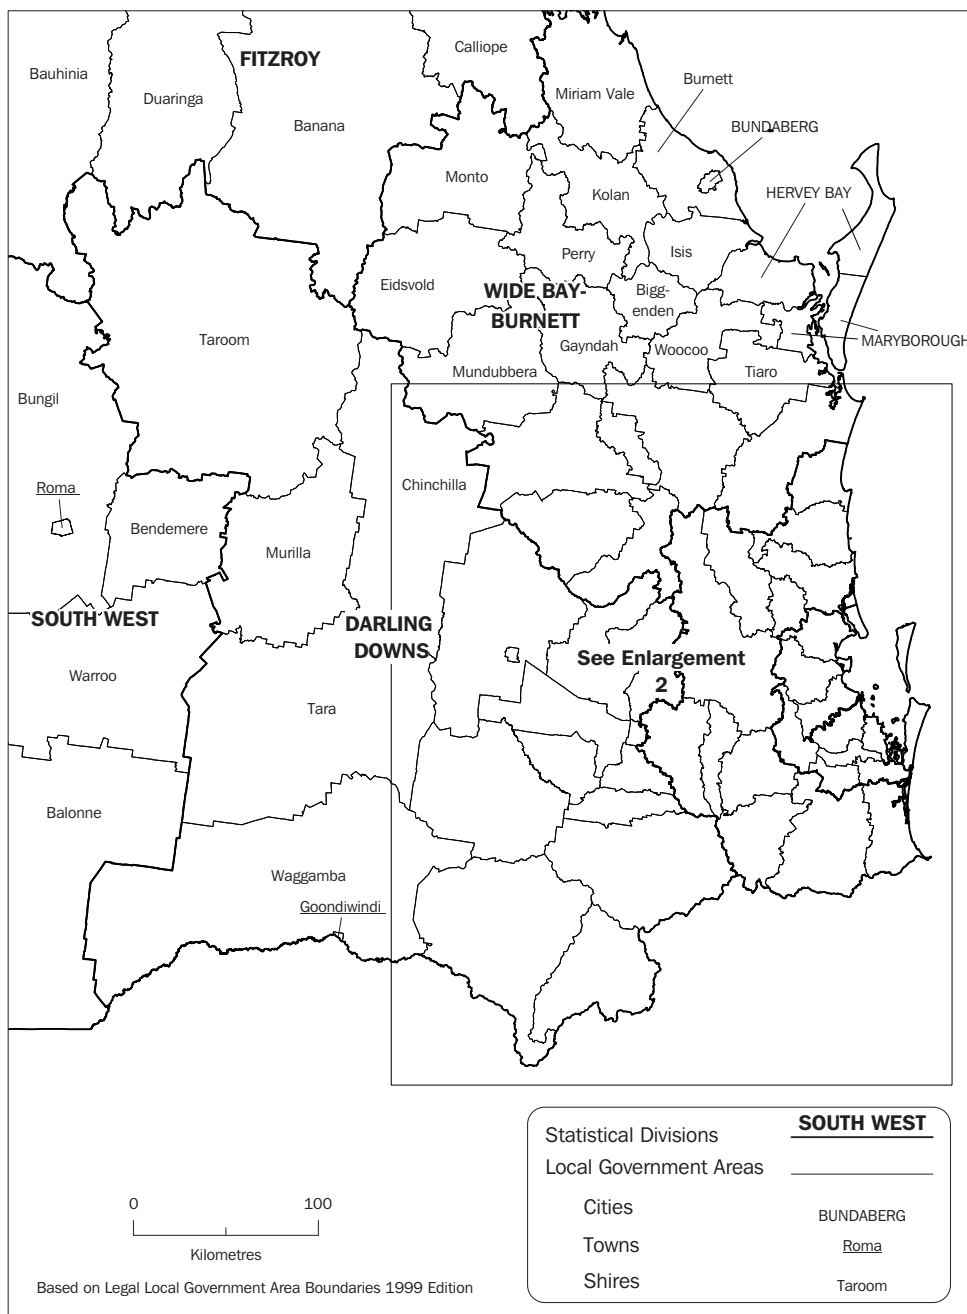 Calliope
FITZROY
Bauhinia
Burnett
Duaringa
Miriam Vale
Banana
BUNDABERG
Monto
Kolan
HERVEY BAY
Perry
Isis
Eidsvold
WIDE BAY-
BURNETT
Bigg-
enden
Taroom
MARYBOROUGH
Gayndah
Woocoo
Mundubbera
Tiaro
Bungil
Chinchilla
Roma
Bendemere
Murilla
SOUTH WEST
DARLING
DOWNS
See Enlargement
2
Warroo
Tara
Balonne
Waggamba
Goondiwindi
Statistical Divisions
SOUTH WEST
Local Government Areas
Cities
BUNDABERG
Towns
Roma
Shires
Taroom
0 100
Kilometres
Based on Legal Local Government Area Boundaries 1999 Edition